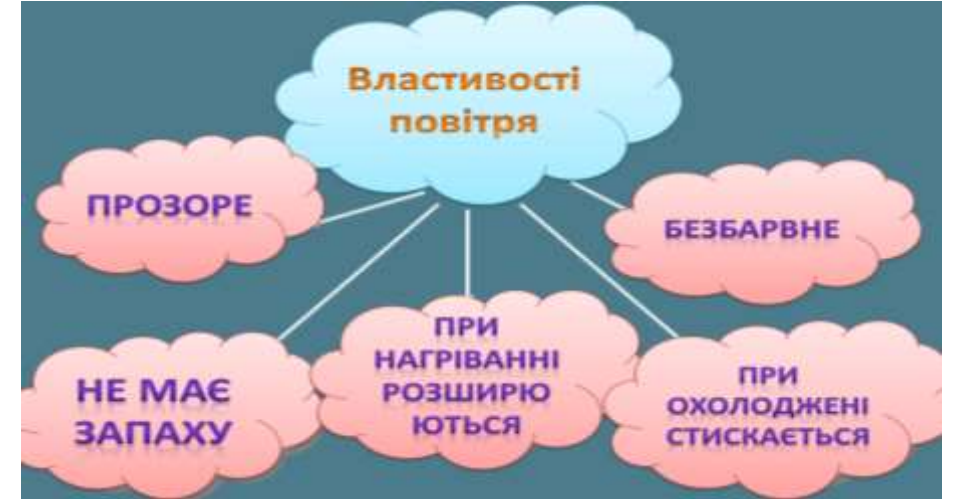 Властивості
повітря
ПРОЗОРЕ
БЕЗБАРВНЕ
НЕ МАЄ
ЗАПАХУ
ПРИ
НАГРІВАННІ
РОЗШИРЮ
ЮТЬСЯ
ПРИ
ОХОЛОДЖЕНІ
СТИСКАЄТЬСЯ